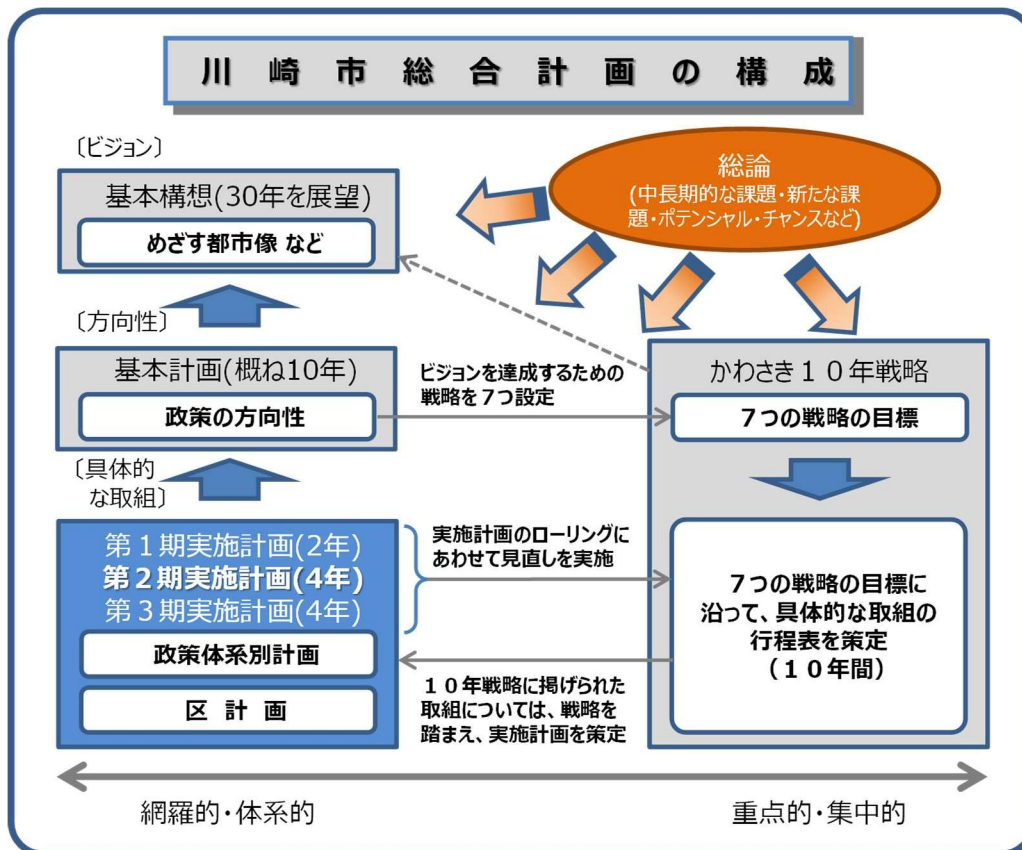 川崎市総合計画の構成
〔ビジョン〕
基本構想(30年を展望)
めざす都市像 など
総論
(中長期的な課題・新たな課
題・ポテンシャル・チャンスなど)
〔方向性〕
基本計画(概ね10年)
政策の方向性
ビジョンを達成するための
戦略を7つ設定
かわさき10年戦略
7つの戦略の目標
〔具体的
な取組〕
第1期実施計画(2年)
第2期実施計画(4年)
第3期実施計画(4年)
政策体系別計画
区計画
実施計画のローリングに
あわせて見直しを実施
7つの戦略の目標に
沿って、具体的な取組の
行程表を策定
(10年間)
10年戦略に掲げられた
取組については、戦略を
踏まえ、実施計画を策定
網羅的・体系的
重点的・集中的